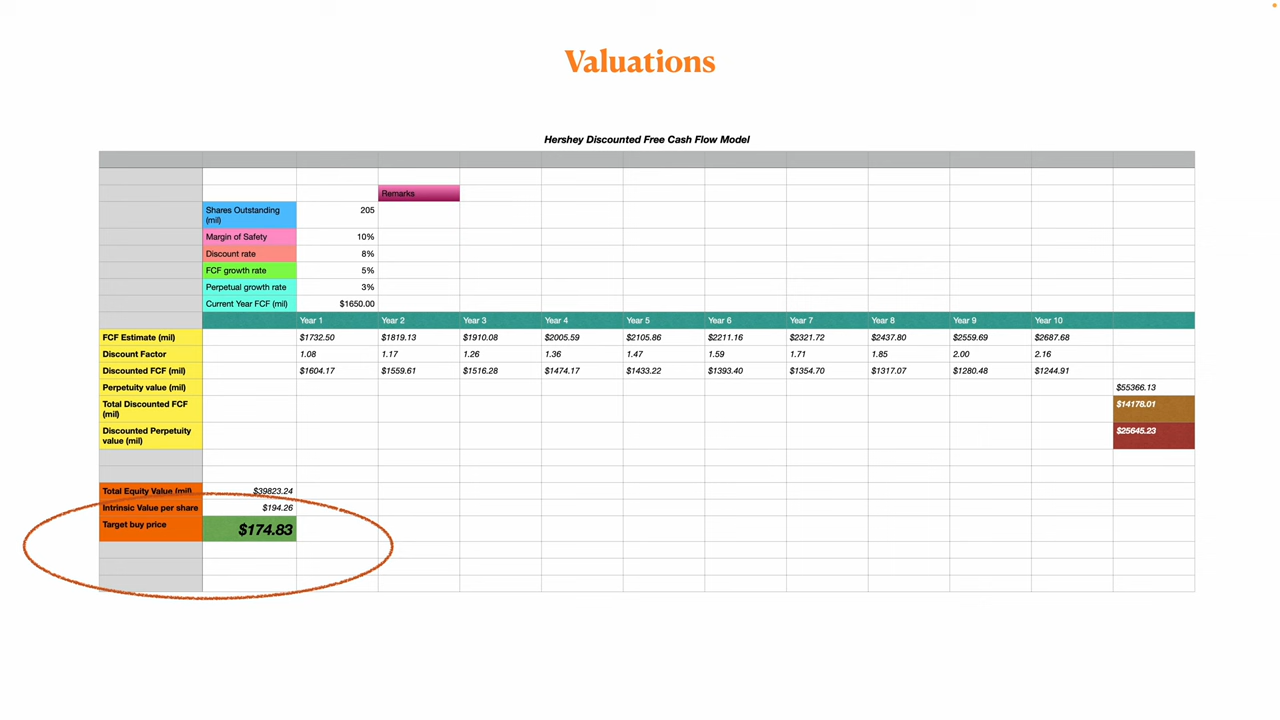 Valuations
Hershey Discounted Free Cash Flow Model
Remarks
Shares Outstanding (mil) 205
Margin of Safety 10%
Discount rate 8%
FCF growth rate 5%
Perpetual growth rate 3%
Current Year FCF (mil) $1650.00
Year 1 Year 2 Year 3 Year 4 Year 5 Year 6 Year 7 Year 8 Year 9 Year 10
FCF Estimate (mil) $1732.50 $1819.13 $1910.08 $2005.59 $2105.86 $2211.16 $2321.72 $2437.80 $2559.69 $2687.68
Discount Factor 1.08 1.17 1.26 1.36 1.47 1.59 1.71 1.85 2.00 2.16
Discounted FCF (mil) $1604.17 $1559.61 $1516.28 $1474.17 $1433.22 $1393.40 $1354.70 $1317.07 $1280.48 $1244.91
Perpetuity value (mil) $55366.13
Total Discounted FCF (mil) $14178.01
Discounted Perpetuity value (mil) $25645.23
Total Equity Value (mil) $39823.24
Intrinsic Value per share $194.26
Target buy price $174.83